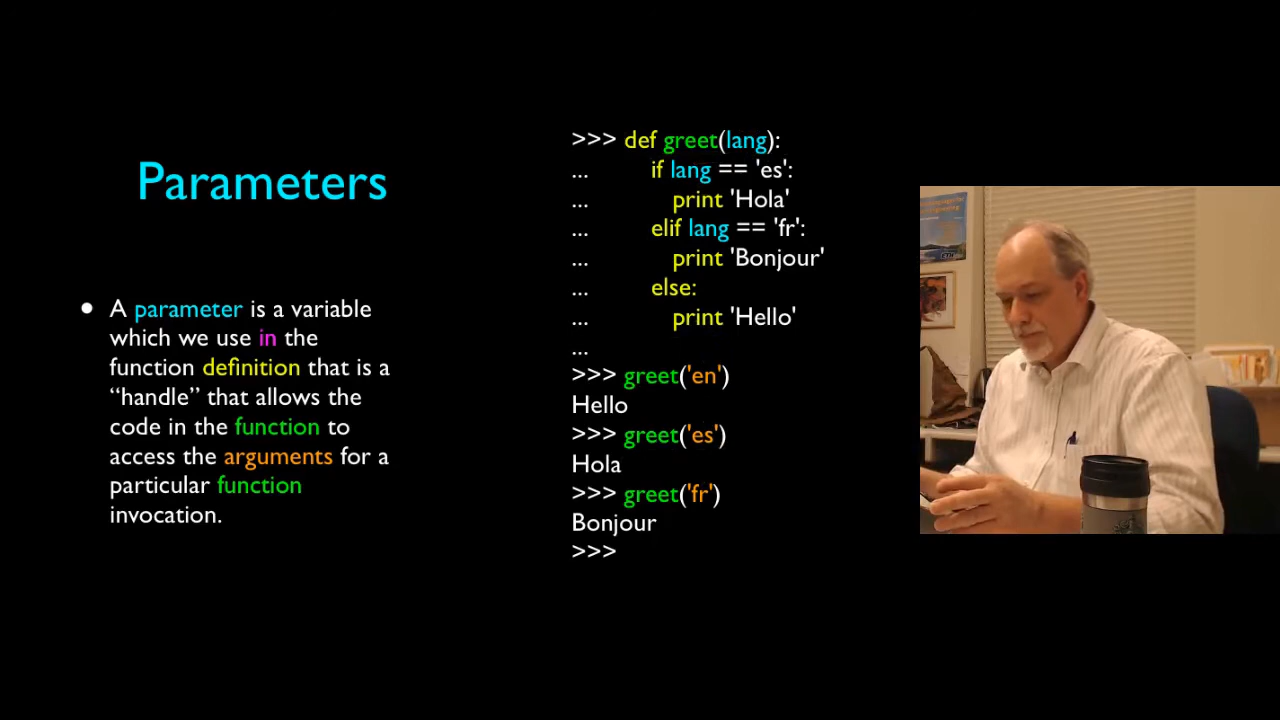 Parameters
• A parameter is a variable
which we use in the
function definition that is a
“handle” that allows the
code in the function to
access the arguments for a
particular function
invocation.
>>> def greet(lang):
... if lang == 'es':
... print 'Hola'
... elif lang == 'fr':
... print 'Bonjour'
... else:
... print 'Hello'
...
>>> greet('en')
Hello
>>> greet('es')
Hola
>>> greet('fr')
Bonjour
>>>